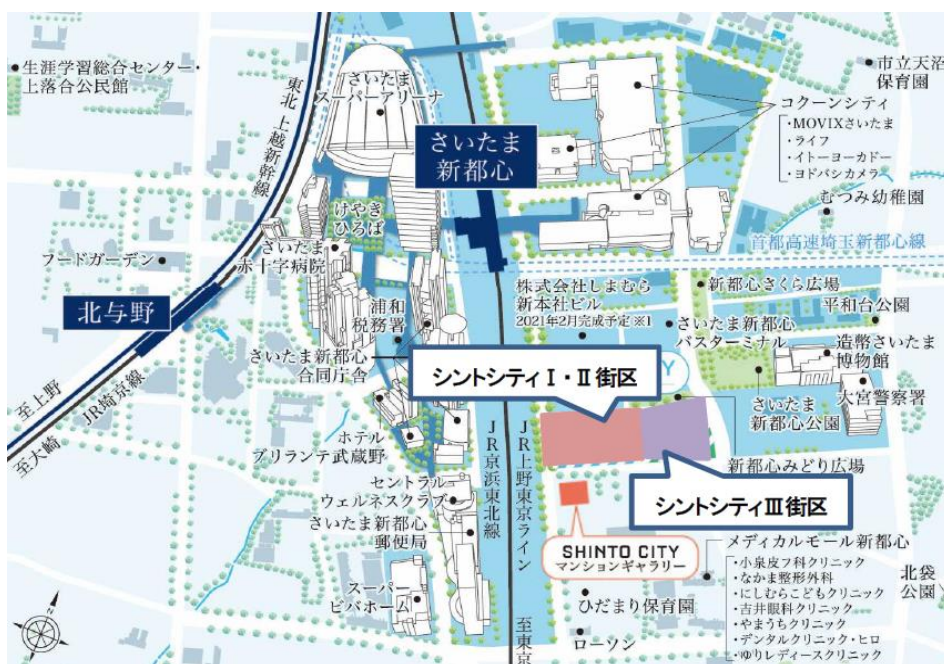 生涯学習総合センター・
上落合公民館
東北 上越新幹線
さいたま
スーパーアリーナ
さいたま
新都心
コクーンシティ
・MOVIXさいたま
・ライフ
・イトーヨーカドー
・ヨドバシカメラ
市立天沼
保育園
むつみ幼稚園
首都高速埼玉新都心線
けやき
ひろば
さいたま
赤十字病院
フードガーデン
北与野
浦和
税務署
さいたま新都心
合同庁舎
株式会社しまむら
新本社ビル
2021年2月完成予定※1
新都心さくら広場
平和台公園
さいたま新都心
バスターミナル
造幣さいたま
博物館
大宮警察署
さいたま
新都心公園
至上野
至大崎
JR埼京線
シントシティⅠ・Ⅱ街区
Y
ホテル
ブリランテ武蔵野
JR京浜東北線
JR上野東京ライン
新都心みどり広場
シントシティⅢ街区
セントラル
ウェルネスクラブ
さいたま新都心
郵便局
SHINTO CITY
マンションギャラリー
メディカルモール新都心
・小泉皮フ科クリニック
・なかま整形外科
・にしむらこどもクリニック
・吉井眼科クリニック
・やまうちクリニック
・デンタルクリニック・ヒロ
・ゆりレディースクリニック
北袋
公園
スーパー
ビバホーム
ひだまり保育園
ローソン
至東京